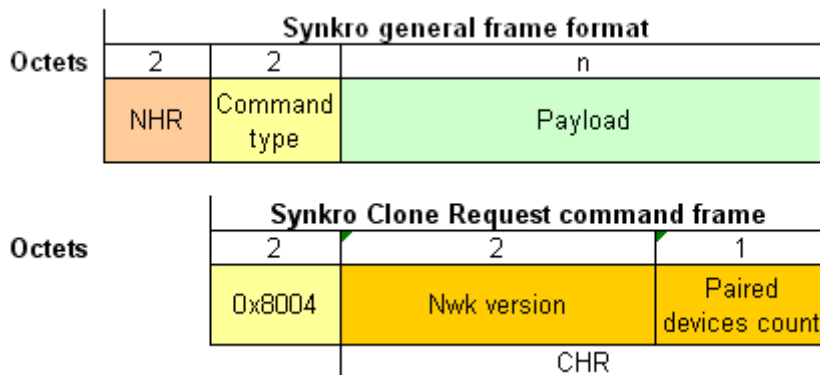 Synkro general frame format
Octets 2 2 n
NHR Command type Payload
Synkro Clone Request command frame
Octets 2 2 1
0x8004 Nwk version Paired devices count
CHR